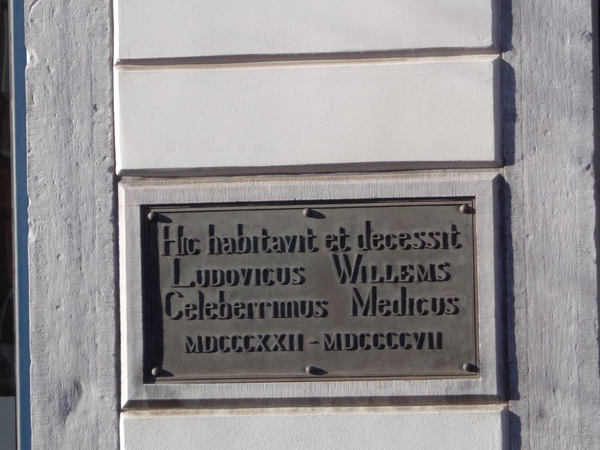 Hic habitavit et decessit
Ludovicus Willems
Celeberrimus Medicus
MDCCCXXII - MDCCCCVII